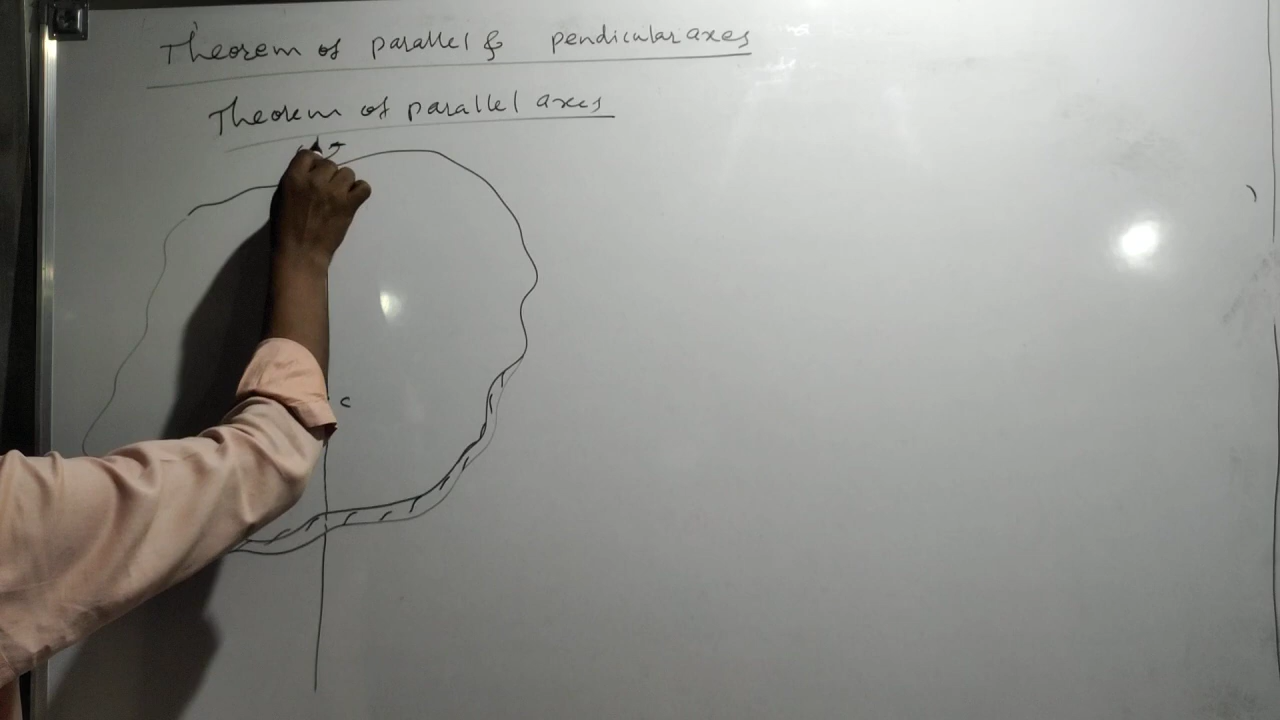 Theorem of parallel & pendicular axes
Theorem of parallel axes
c